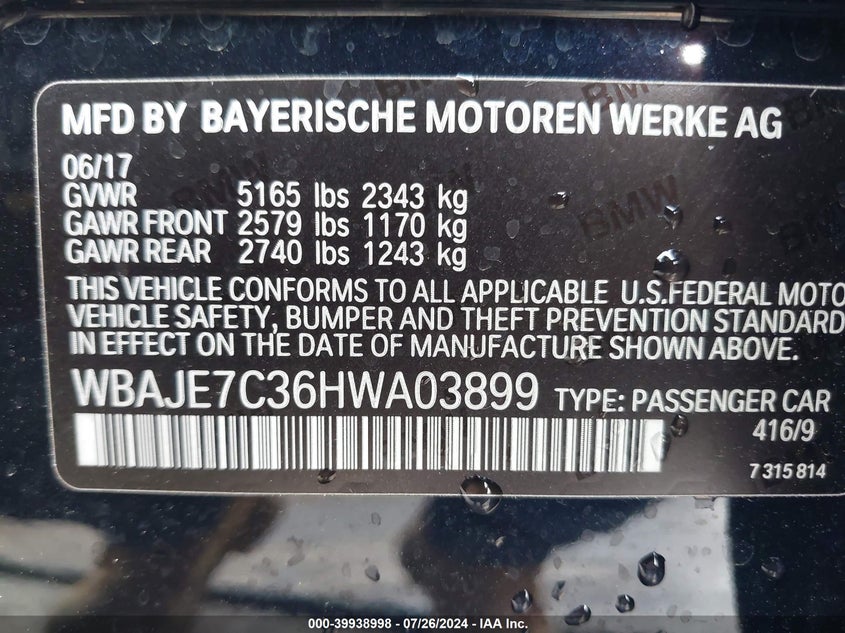 MFD BY BAYERISCHE MOTOREN WERKE AG
06/17
GVWR 5165 lbs 2343 kg
GAWR FRONT 2579 lbs 1170 kg
GAWR REAR 2740 lbs 1243 kg
THIS VEHICLE CONFORMS TO ALL APPLICABLE U.S.FEDERAL MOTO
VEHICLE SAFETY, BUMPER AND THEFT PREVENTION STANDARD
IN EFFECT ON THE DATE OF MANUFACTURE SHOWN ABOVE.
WBAJE7C36HWA03899 TYPE: PASSENGER CAR
416/9
7 315 814
BMW
000-39938998 - 07/26/2024 - IAA Inc.